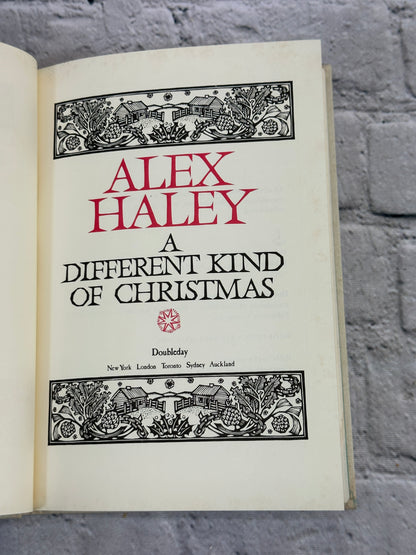 ALEX
HALEY
A
DIFFERENT KIND
OF CHRISTMAS
Doubleday
New York London Toronto Sydney Auckland